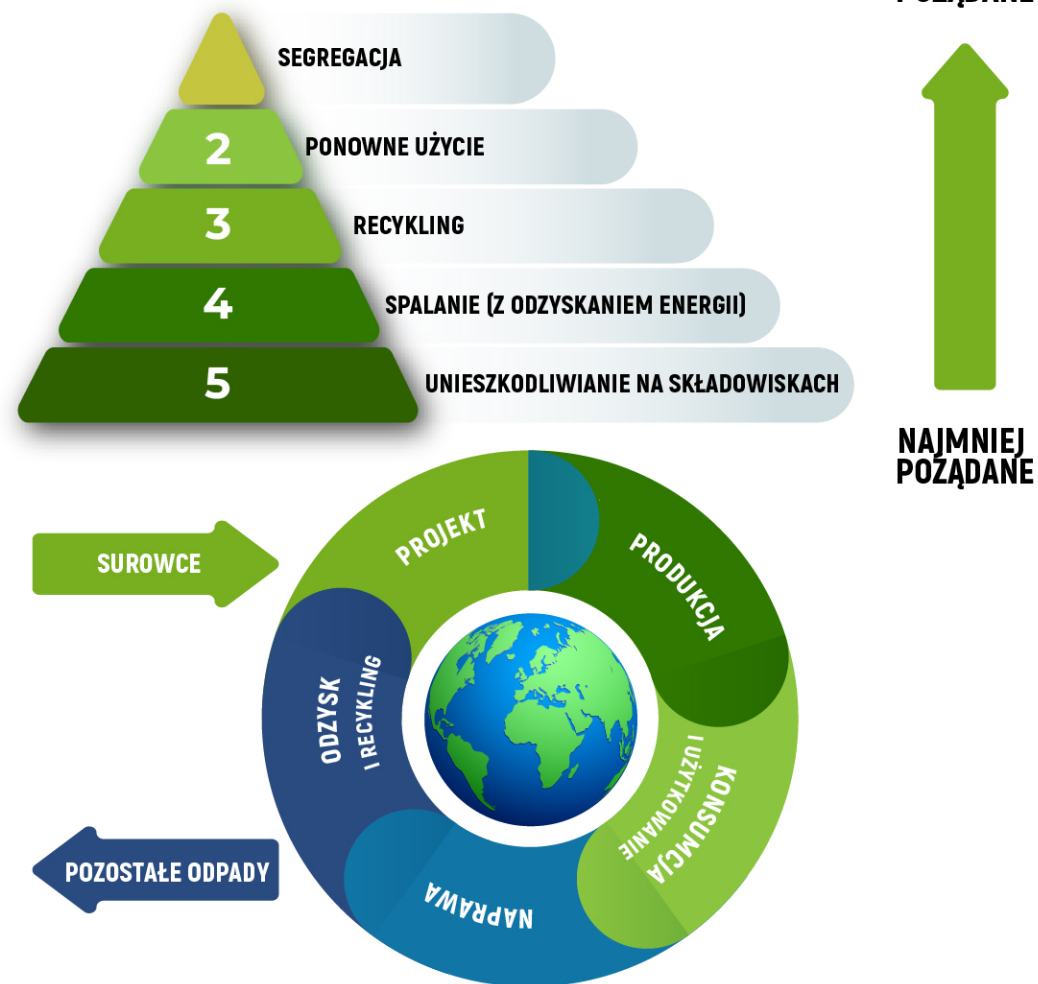 POŻĄDANE
SEGREGACJA
2
PONOWNE UŻYCIE
3
RECYKLING
4
SPALANIE (Z ODZYSKANIEM ENERGII)
5
UNIESZKODLIWIANIE NA SKŁADOWISKACH
NAJMNIEJ
POŻĄDANE
SUROWCE
PROJEKT
PRODUKCJA
KONSUMCJA
I UŻYTKOWANIE
NAPRAWA
ODZYSK
I RECYKLING
POZOSTAŁE ODPADY